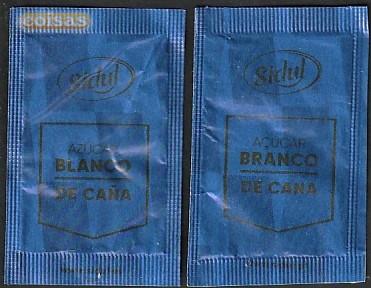 coisas
Sidul
AZÚCAR
BLANCO
DE CAÑA
Sidul
AÇÚCAR
BRANCO
DE CANA